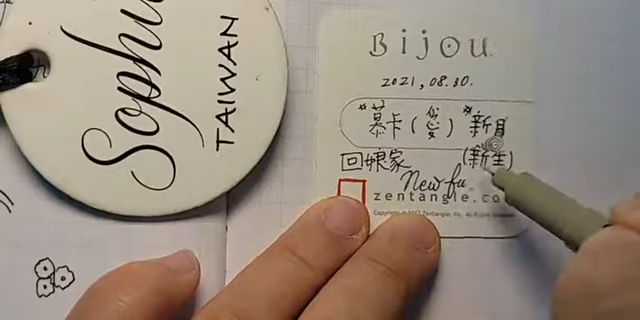 Sophi
TAIWAN
Bijou
2021,08.30.
*慕卡(您) *新月
回娘家 (新生)
New fu
zentangle.co